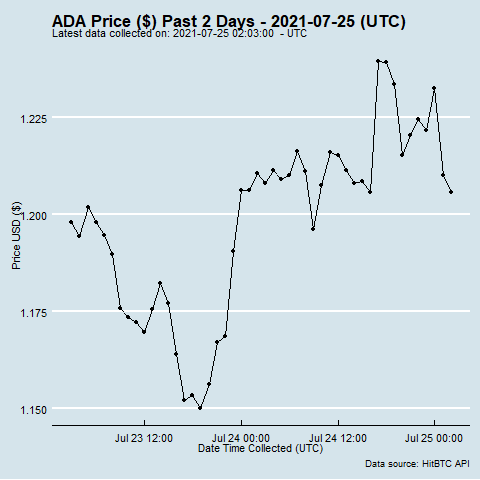 ADA Price ($) Past 2 Days - 2021-07-25 (UTC)
Latest data collected on: 2021-07-25 02:03:00 - UTC
1.225
1.200
1.175
1.150
Price USD ($)
Jul 23 12:00 Jul 24 00:00 Jul 24 12:00 Jul 25 00:00
Date Time Collected (UTC)
Data source: HitBTC API